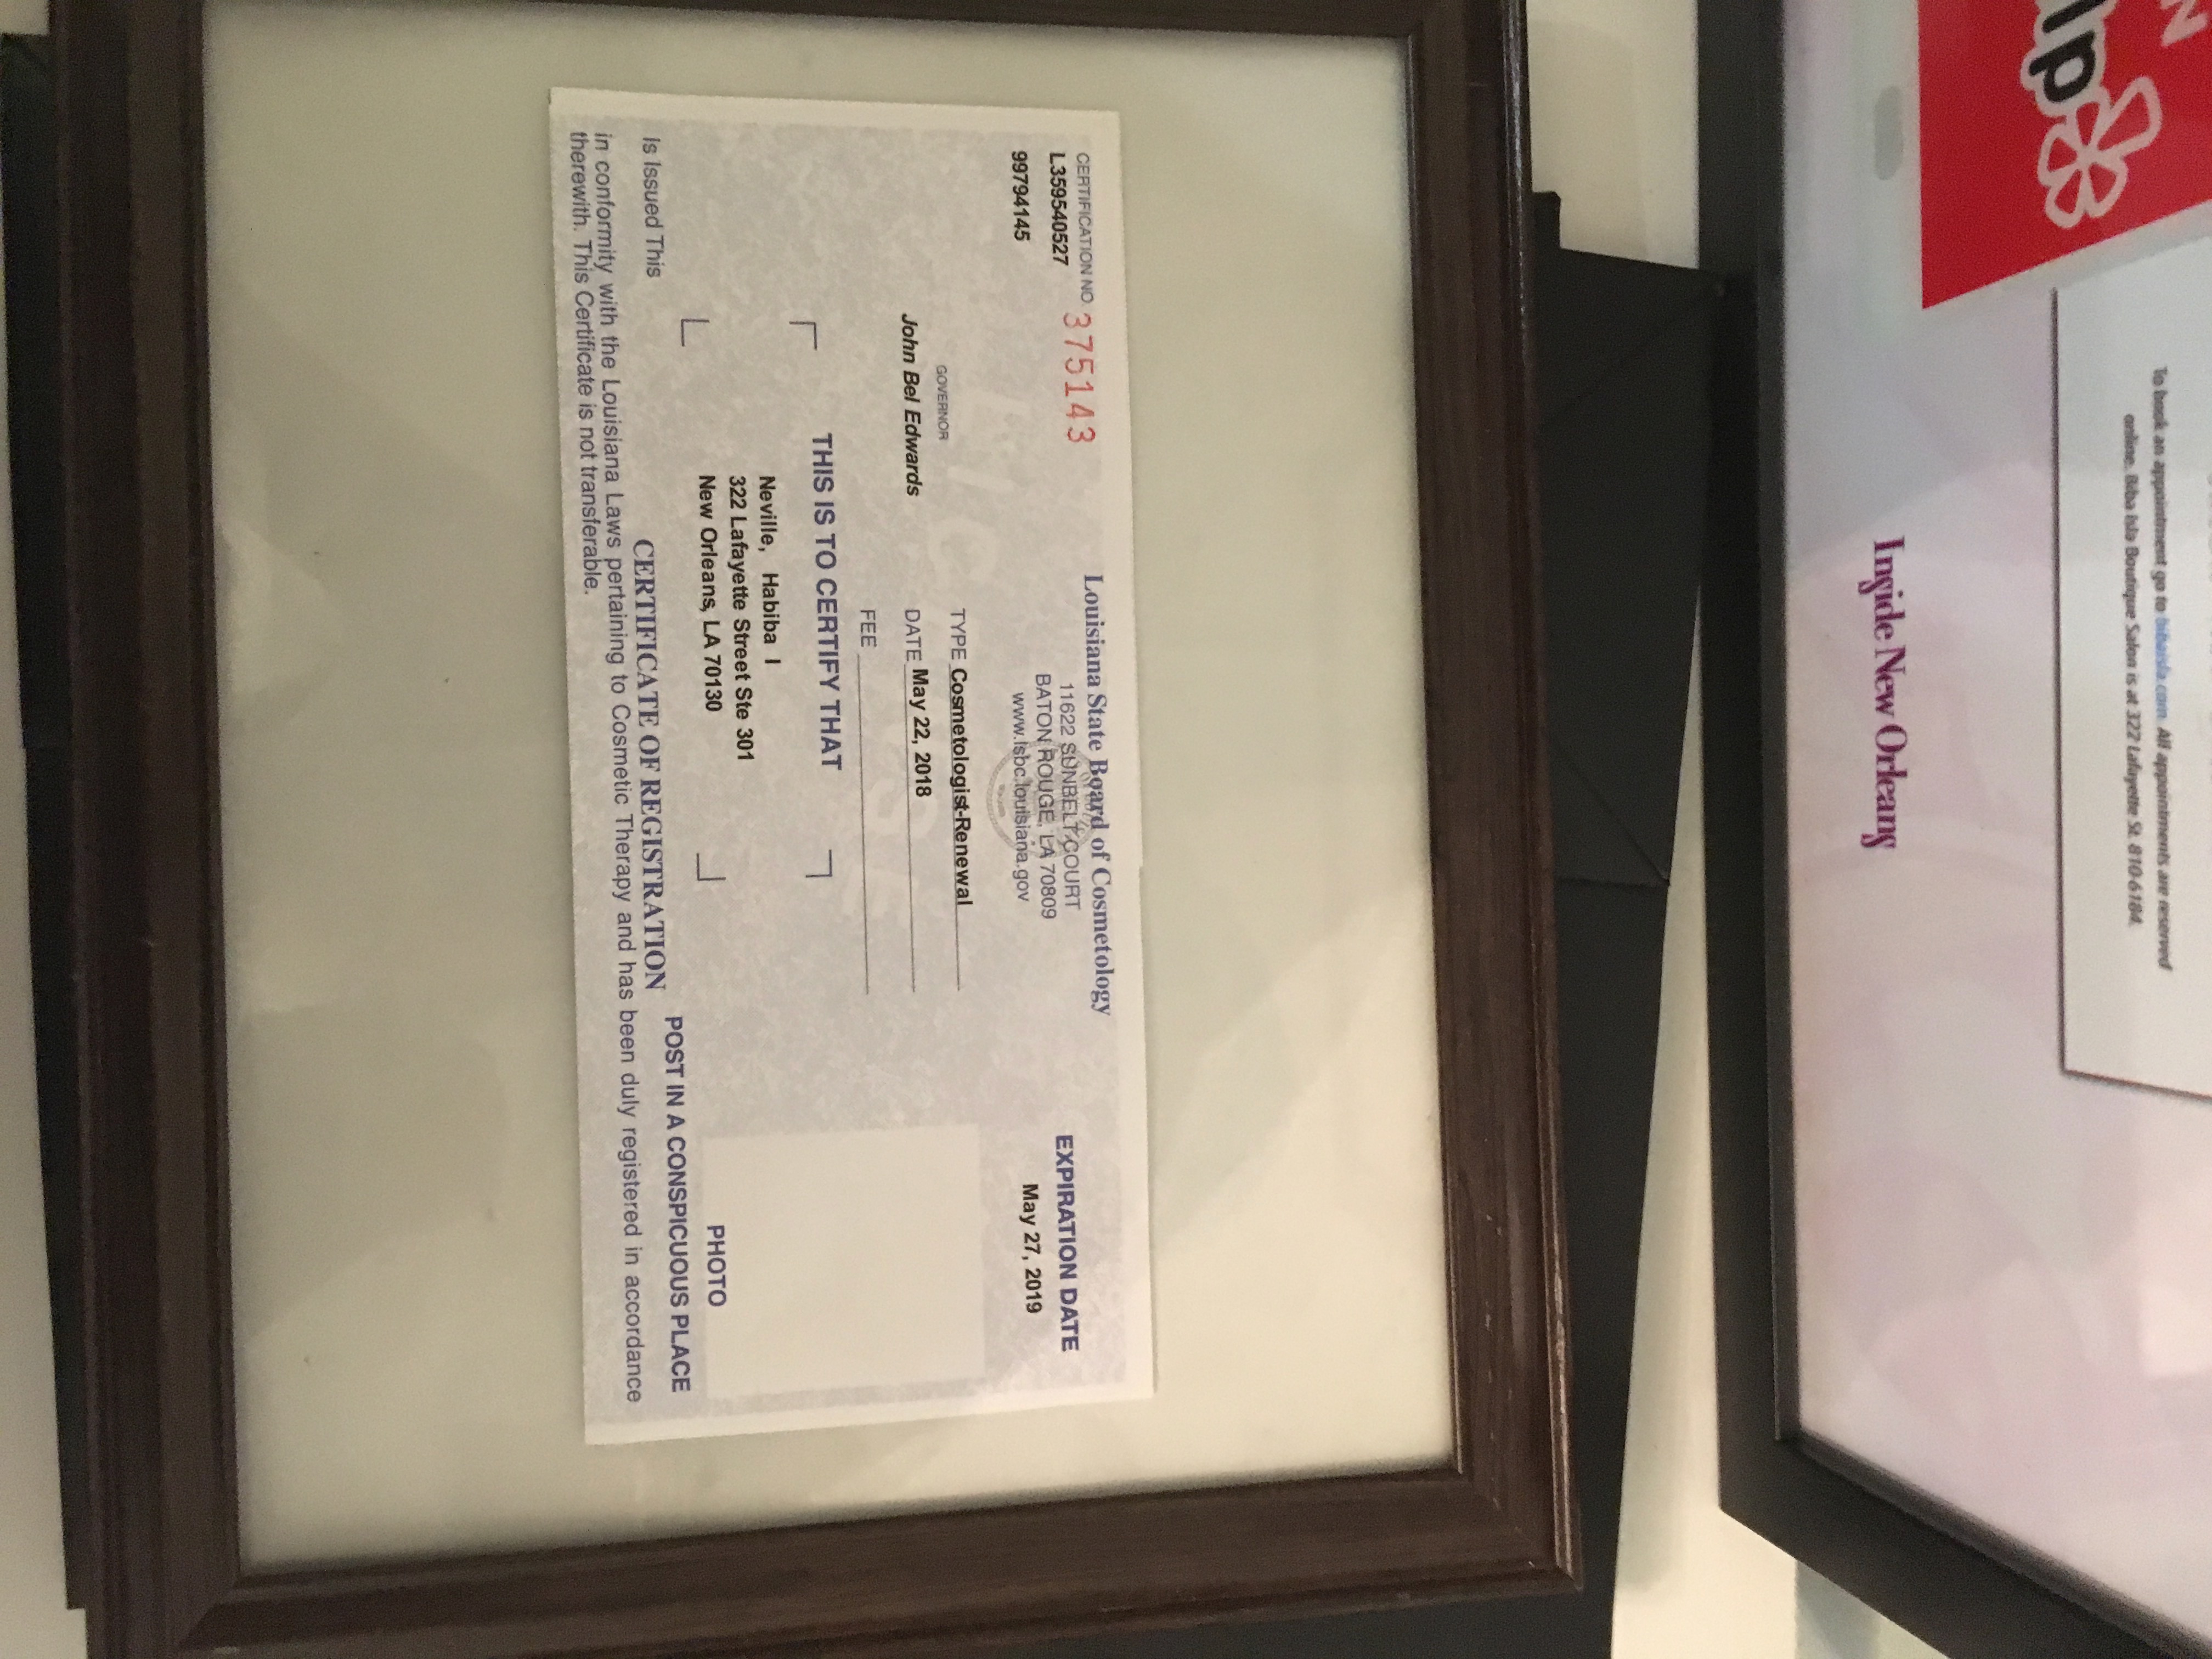 CERTIFICATION NO. 375143
L359540527
99794145
Louisiana State Board of Cosmetology
11622 SUNBELT COURT
BATON ROUGE, LA 70809
www.lsbc.louisiana.gov
EXPIRATION DATE
May 27, 2019
GOVERNOR
John Bel Edwards
TYPE Cosmetologist-Renewal
DATE May 22, 2018
FEE
THIS IS TO CERTIFY THAT
Neville, Habiba I
322 Lafayette Street Ste 301
New Orleans, LA 70130
PHOTO
CERTIFICATE OF REGISTRATION
POST IN A CONSPICUOUS PLACE
Is Issued This
in conformity with the Louisiana Laws pertaining to Cosmetic Therapy and has been duly registered in accordance
therewith. This Certificate is not transferable.
lp
To book an appointment go to bibaisla.com. All appointments are reserved
online. Biba Isla Boutique Salon is at 322 Lafayette St. 810-6184.
Inside New Orleans